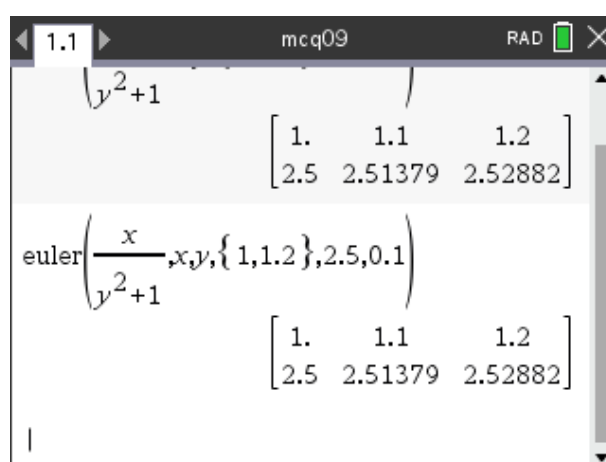 1.1 mcq09 RAD
y²+1
[1. 1.1 1.2
2.5 2.51379 2.52882]
euler(x/(y²+1),x,y,{1,1.2},2.5,0.1)
[1. 1.1 1.2
2.5 2.51379 2.52882]